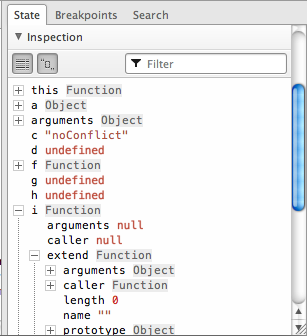 State Breakpoints Search
Inspection
Filter
this Function
a Object
arguments Object
c "noConflict"
d undefined
f Function
g undefined
h undefined
i Function
arguments null
caller null
extend Function
arguments Object
caller Function
length 0
name ""
prototype Object